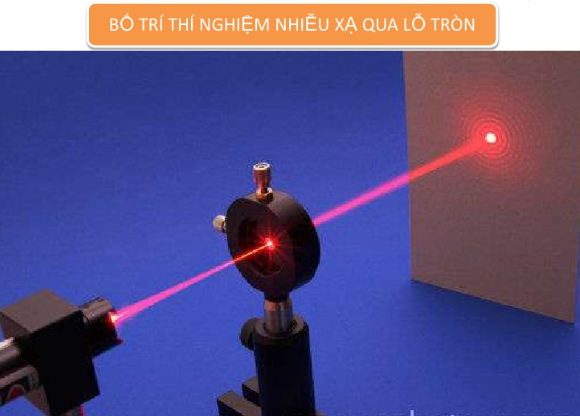 BỐ TRÍ THÍ NGHIỆM NHIỄU XẠ QUA LỖ TRÒN